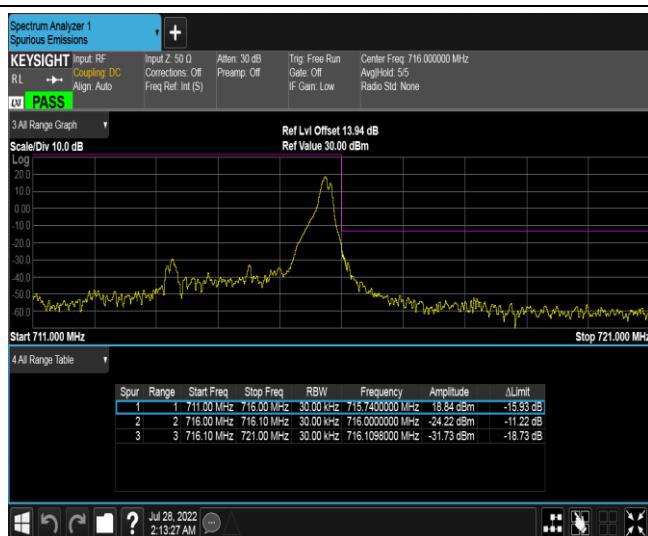 Spectrum Analyzer 1
Spurious Emissions
+
KEYSIGHT Input: RF Input Z: 50 Ω Atten: 30 dB Trig: Free Run Center Freq: 716.000000 MHz
RL Coupling: DC Corrections: Off Preamp: Off Gate: Off Avg|Hold: 5/5
Align: Auto Freq Ref: Int (S) IF Gain: Low Radio Std: None
LXI PASS
3 All Range Graph
Ref Lvl Offset 13.94 dB
Scale/Div 10.0 dB Ref Value 30.00 dBm
Log
20.0
10.0
0.00
-10.0
-20.0
-30.0
-40.0
-50.0
-60.0
Start 711.000 MHz Stop 721.000 MHz
4 All Range Table
Spur Range Start Freq Stop Freq RBW Frequency Amplitude ΔLimit
1 1 711.00 MHz 716.00 MHz 30.00 kHz 715.7400000 MHz 18.84 dBm -15.93 dB
2 2 716.00 MHz 716.10 MHz 30.00 kHz 716.0000000 MHz -24.22 dBm -11.22 dB
3 3 716.10 MHz 721.00 MHz 30.00 kHz 716.1098000 MHz -31.73 dBm -18.73 dB
? Jul 28, 2022
2:13:27 AM